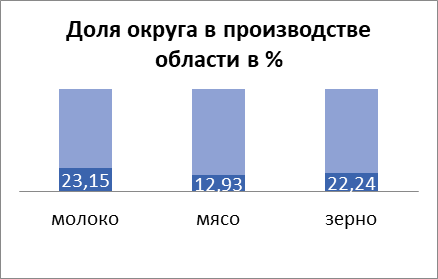 Доля округа в производстве
области в %
23,15 12,93 22,24
молоко мясо зерно